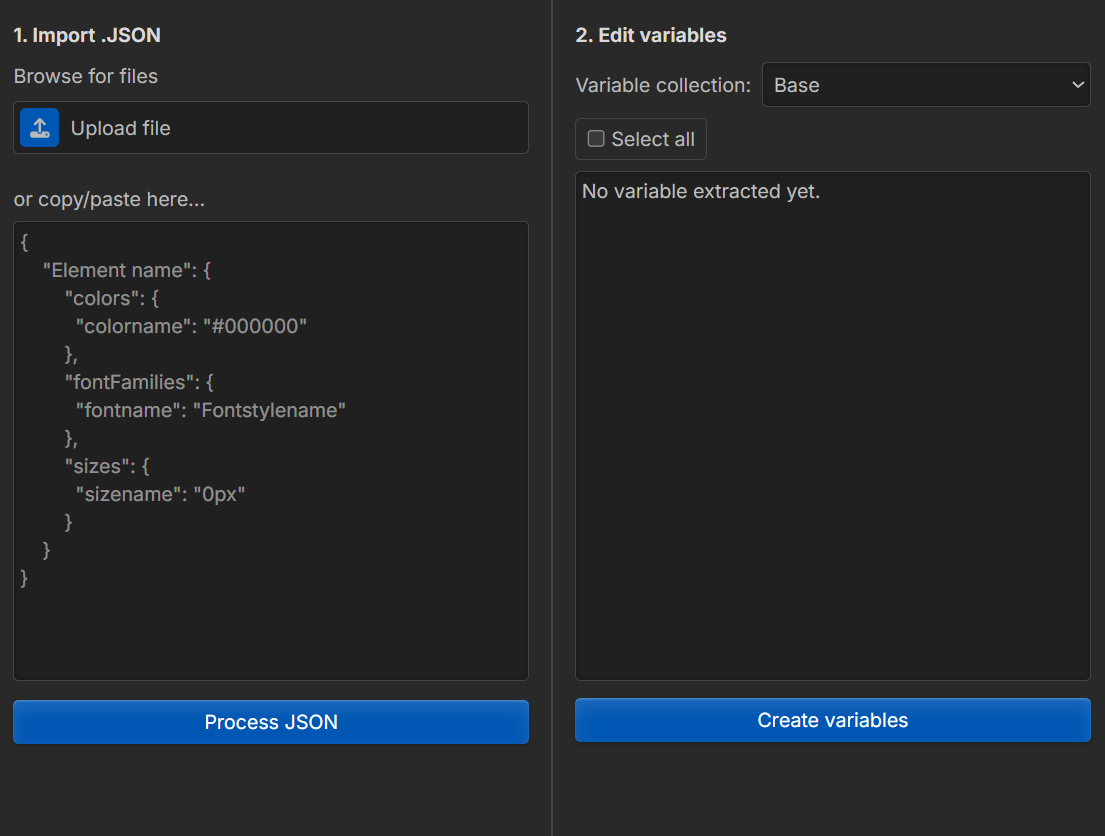 1. Import .JSON
Browse for files
Upload file
or copy/paste here...
{
"Element name": {
"colors": {
"colorname": "#000000"
},
"fontFamilies": {
"fontname": "Fontstylename"
},
"sizes": {
"sizename": "0px"
}
}
}
Process JSON
2. Edit variables
Variable collection: Base
Select all
No variable extracted yet.
Create variables